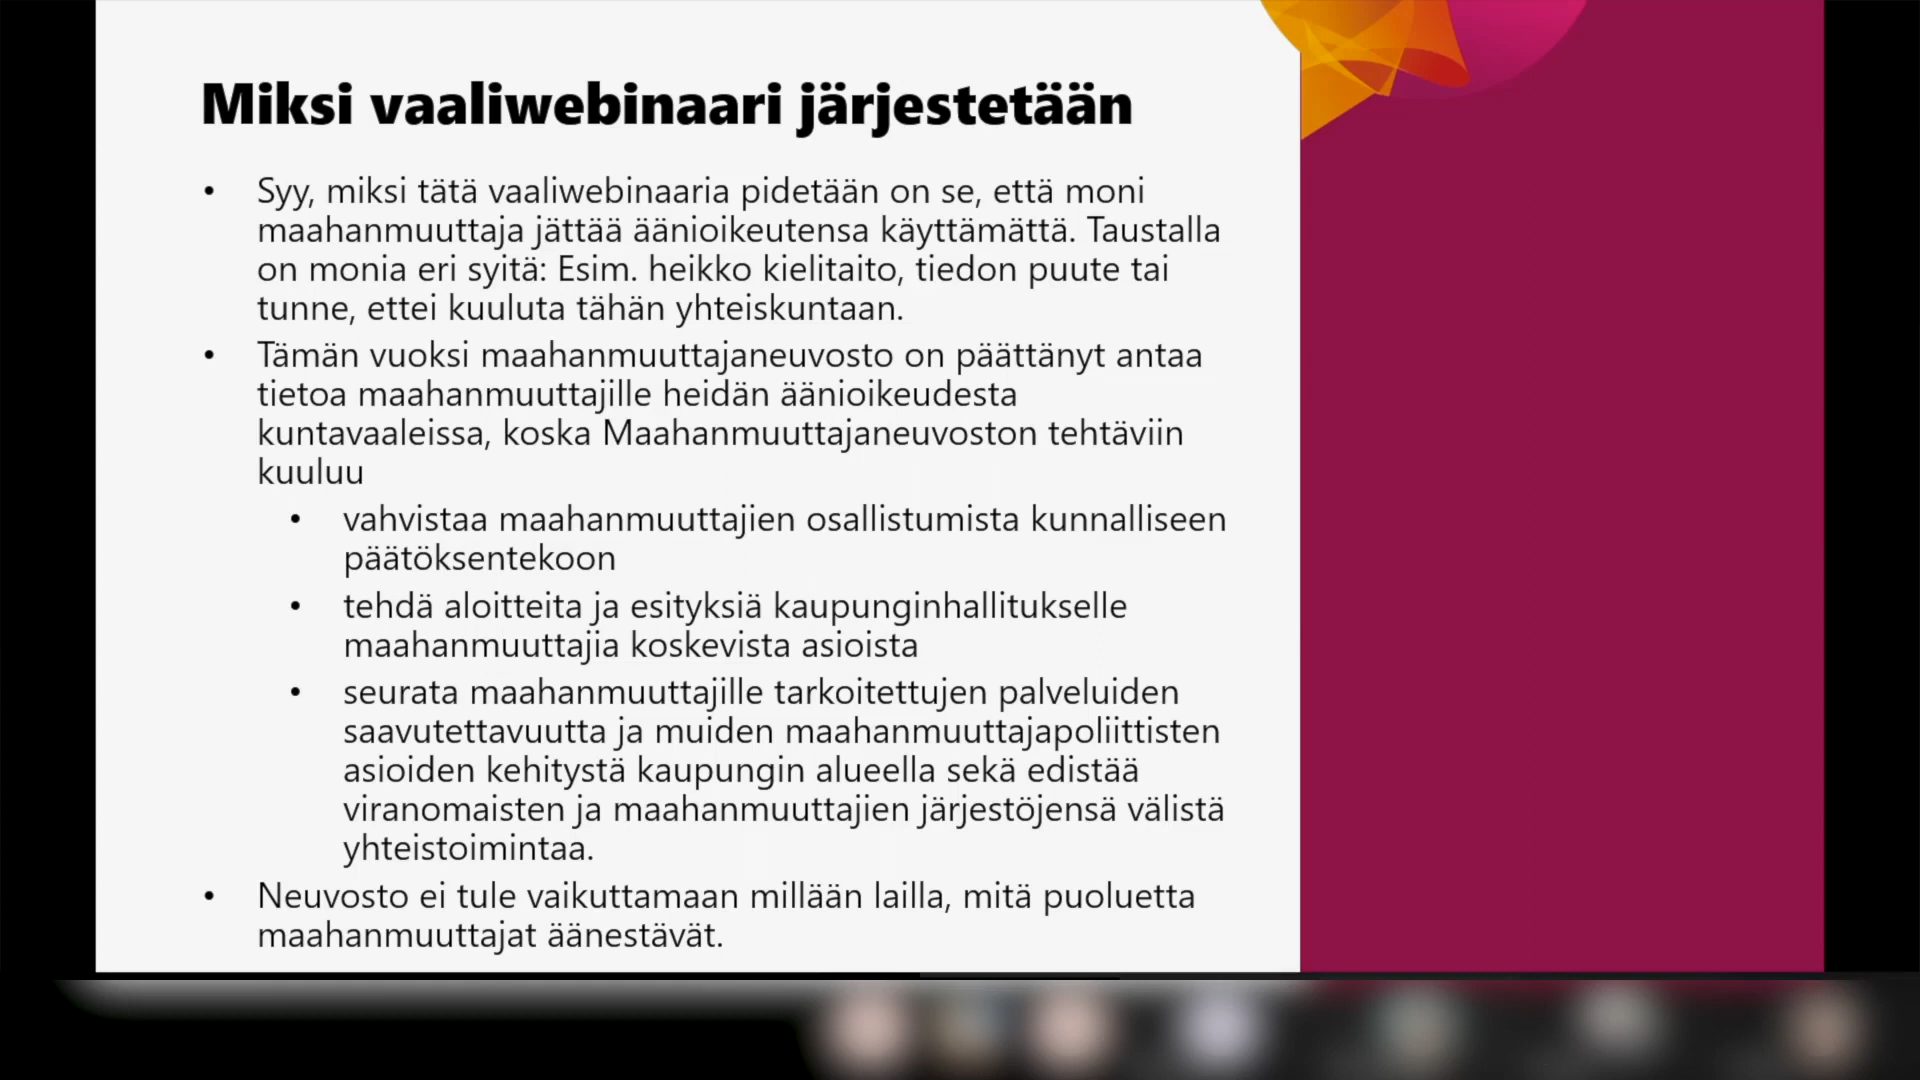 Miksi vaaliwebinaari järjestetään
• Syy, miksi tätä vaaliwebinaaria pidetään on se, että moni
maahanmuuttaja jättää äänioikeutensa käyttämättä. Taustalla
on monia eri syitä: Esim. heikko kielitaito, tiedon puute tai
tunne, ettei kuuluta tähän yhteiskuntaan.
• Tämän vuoksi maahanmuuttajaneuvosto on päättänyt antaa
tietoa maahanmuuttajille heidän äänioikeudesta
kuntavaaleissa, koska Maahanmuuttajaneuvoston tehtäviin
kuuluu
• vahvistaa maahanmuuttajien osallistumista kunnalliseen
päätöksentekoon
• tehdä aloitteita ja esityksiä kaupunginhallitukselle
maahanmuuttajia koskevista asioista
• seurata maahanmuuttajille tarkoitettujen palveluiden
saavutettavuutta ja muiden maahanmuuttajapoliittisten
asioiden kehitystä kaupungin alueella sekä edistää
viranomaisten ja maahanmuuttajien järjestöjensä välistä
yhteistoimintaa.
• Neuvosto ei tule vaikuttamaan millään lailla, mitä puoluetta
maahanmuuttajat äänestävät.